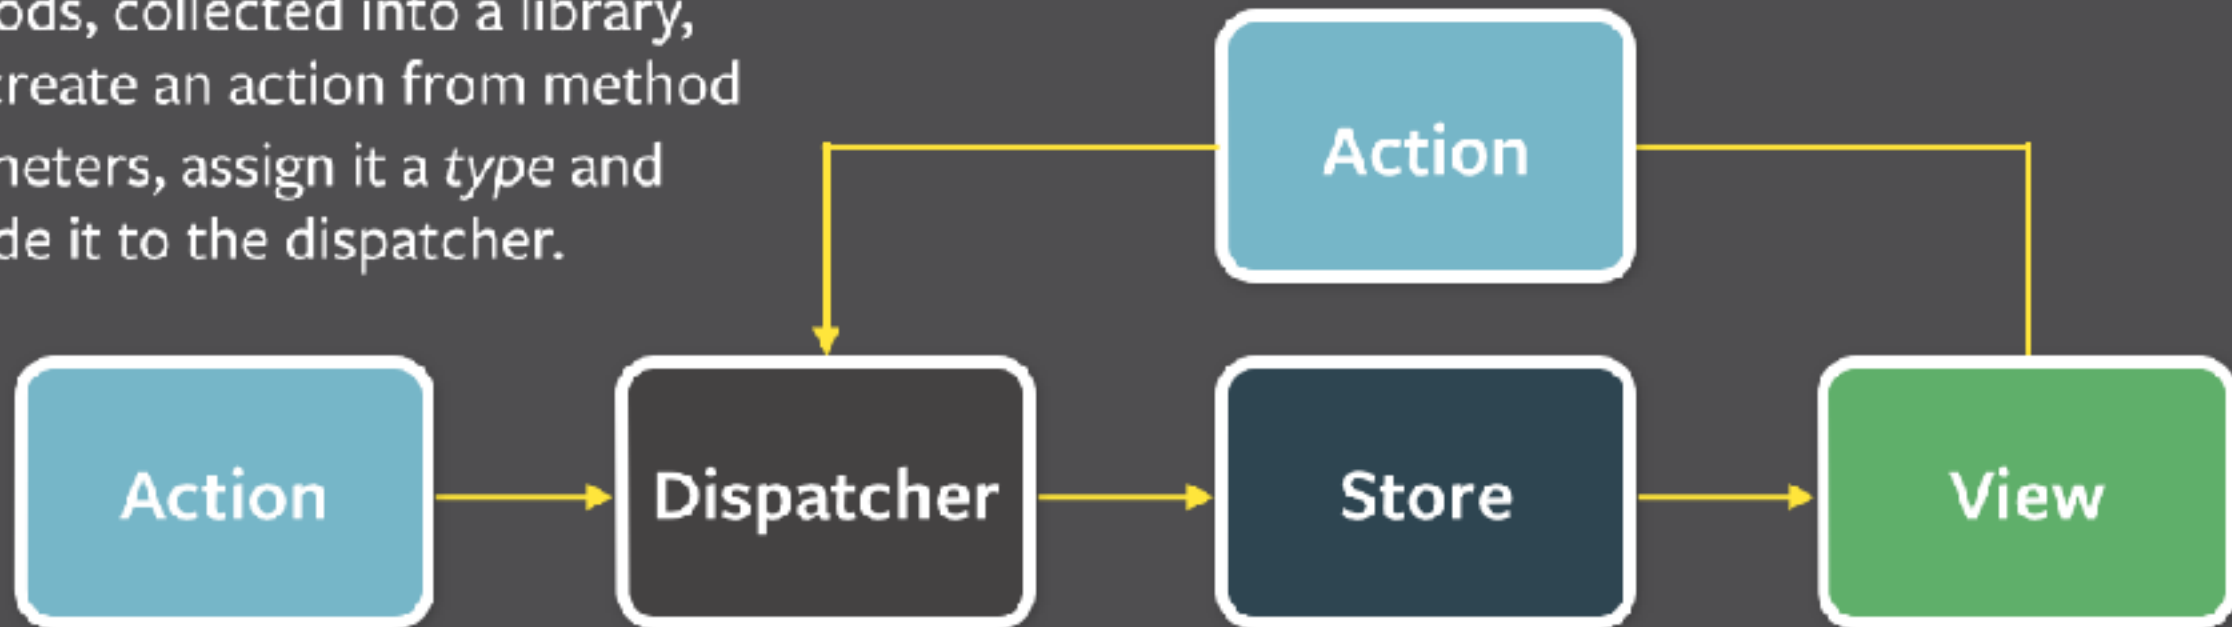 ods, collected into a library,
create an action from method
neters, assign it a type and
de it to the dispatcher.
Action
Action
Dispatcher
Store
View